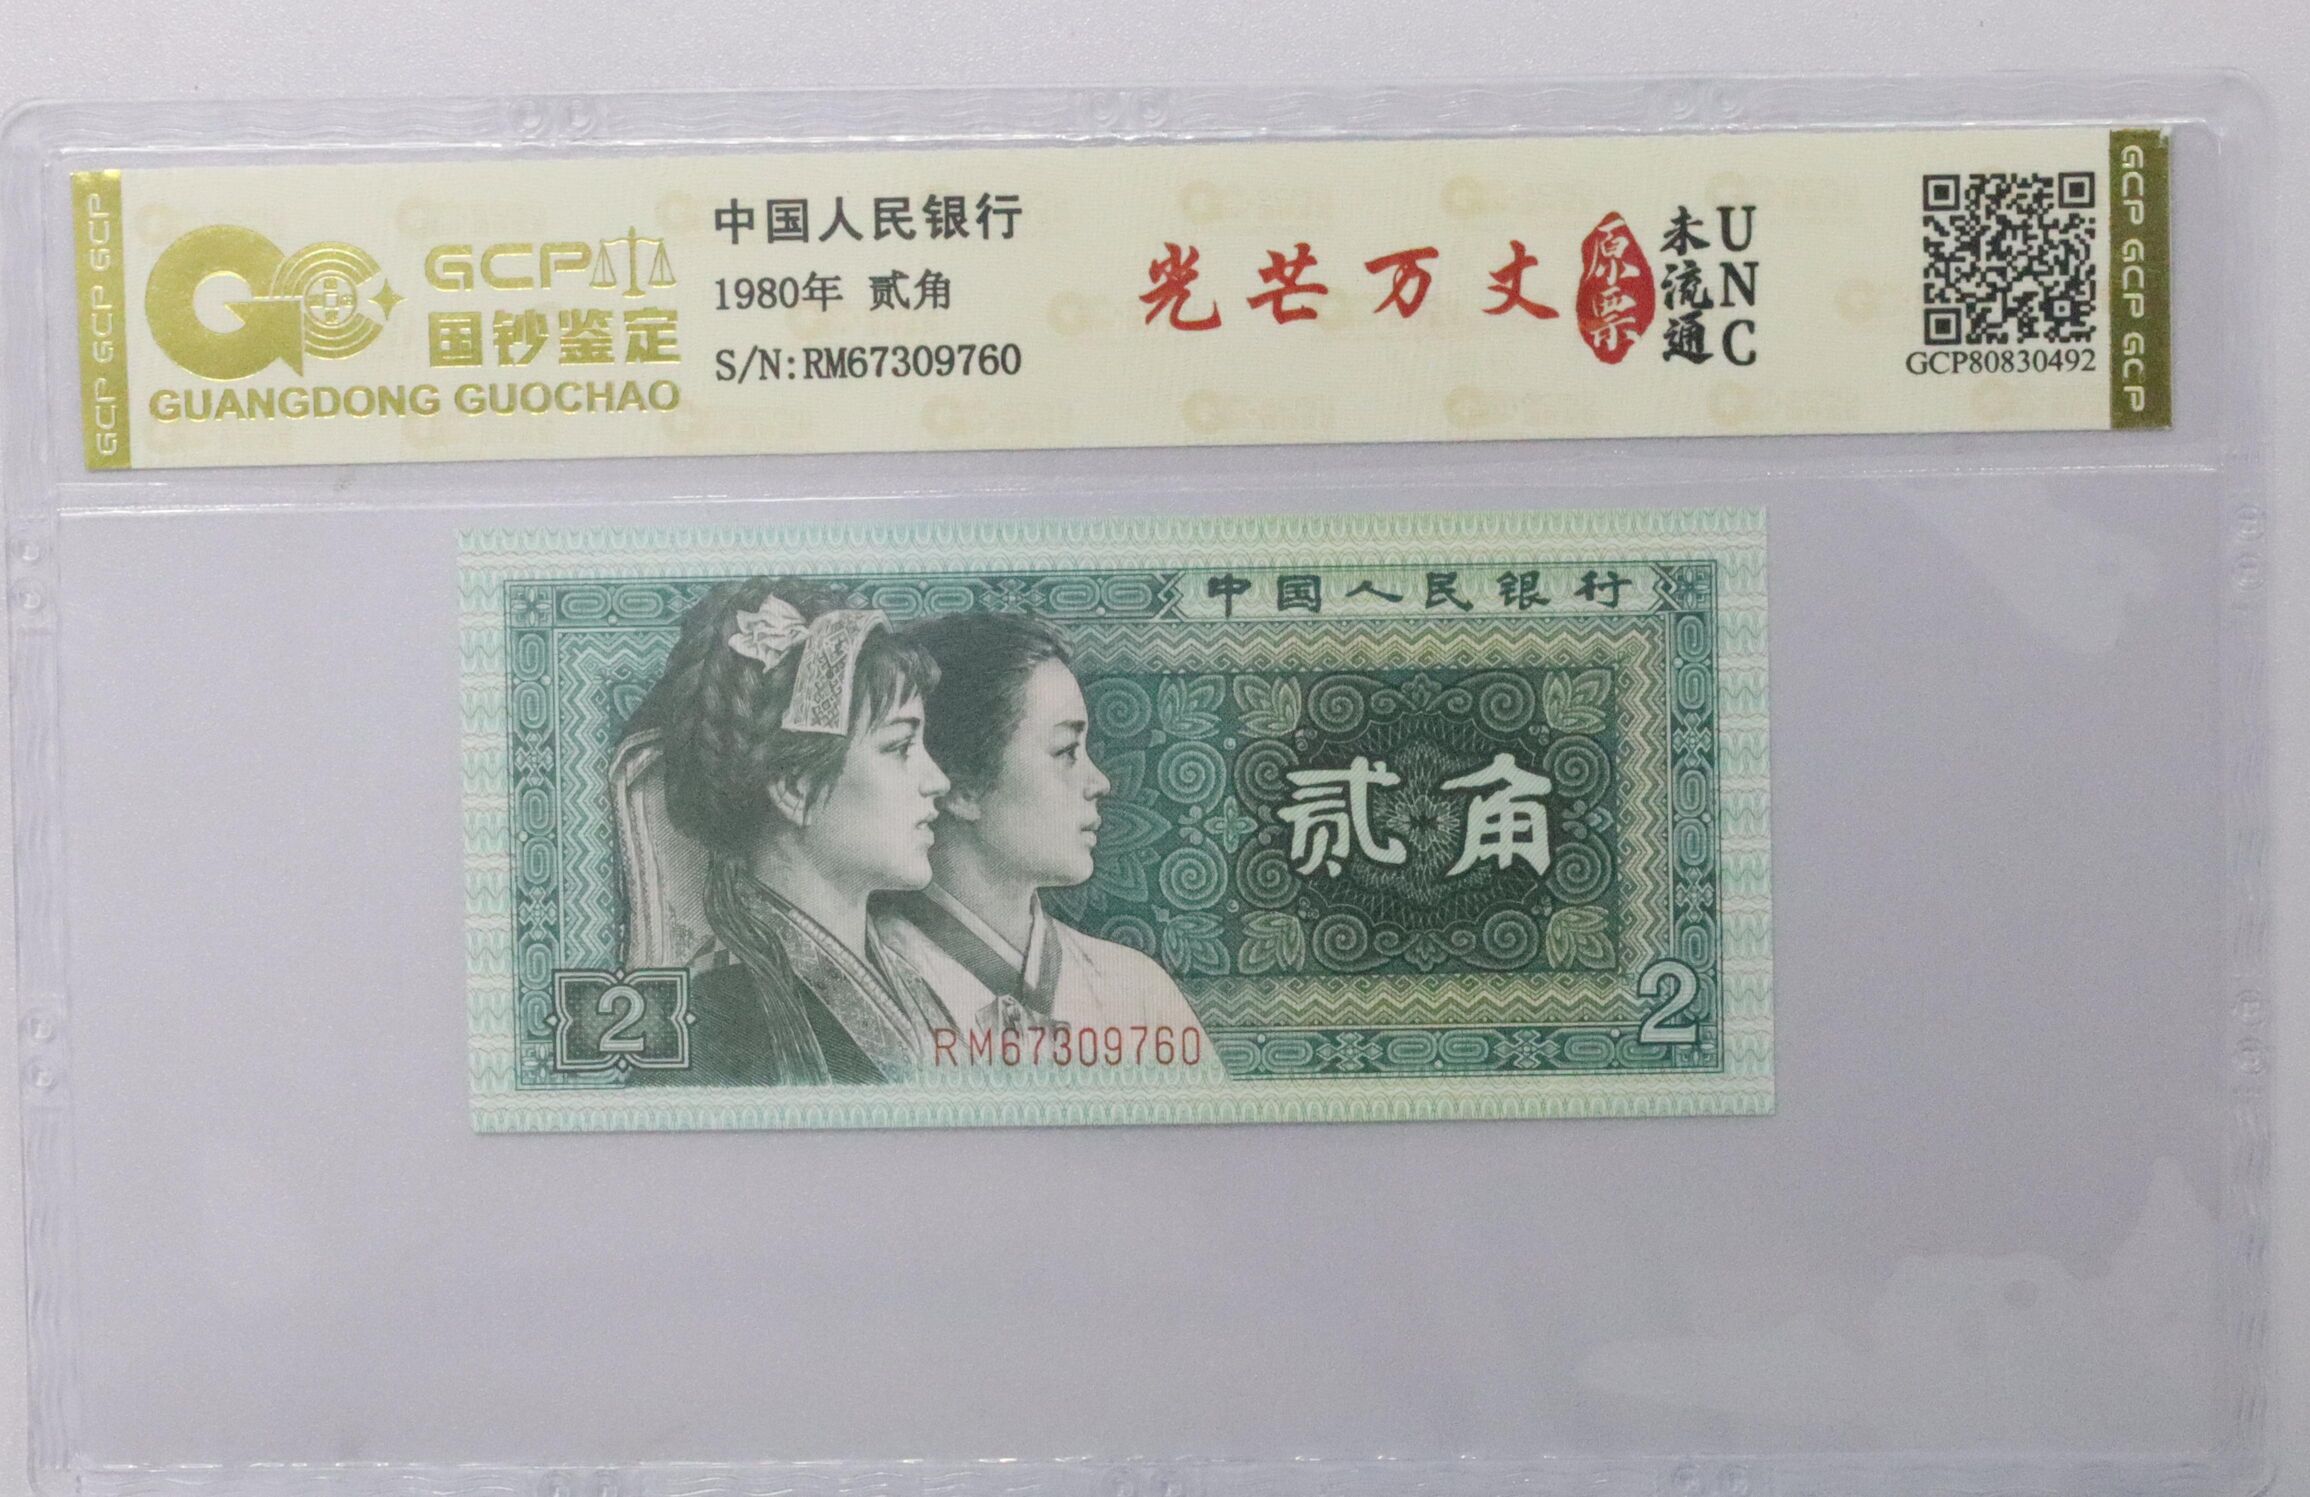 GCP GCP GCP
GCP
国钞鉴定
GUANGDONG GUOCHAO
中国人民银行
1980年 贰角
S/N:RM67309760
光芒万丈
原票
未流通
UNC
GCP80830492
GCP GCP GCP
中国人民银行
贰角
2
2
RM67309760